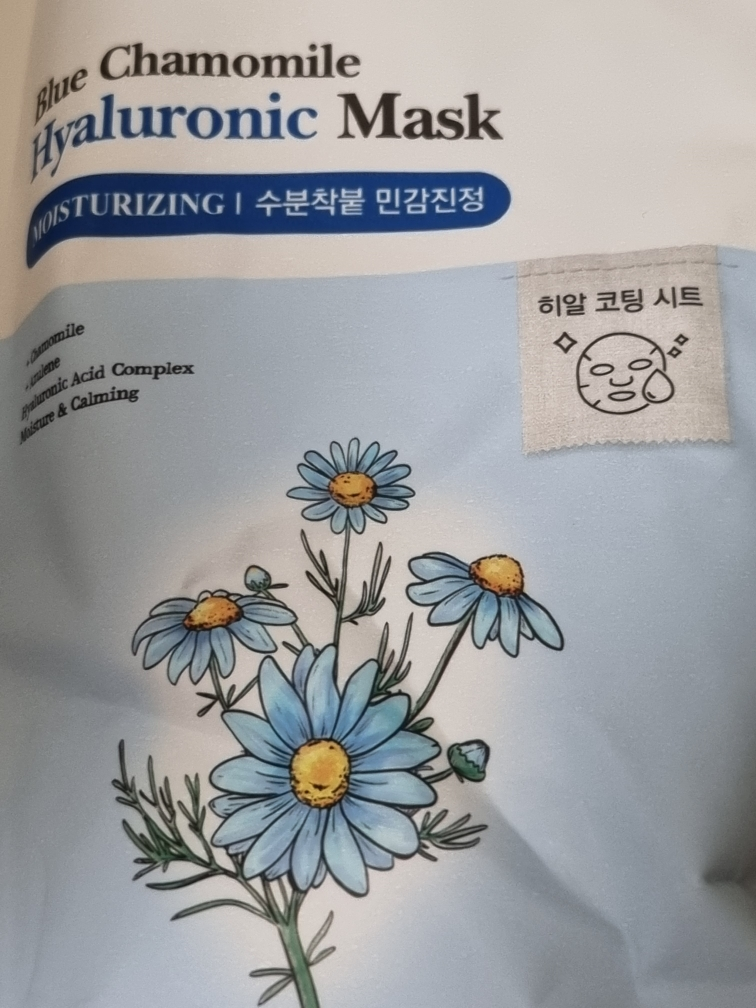 Blue Chamomile
Hyaluronic Mask
MOISTURIZING | 수분착붙 민감진정
히알 코팅 시트
• Chamomile
• Azulene
Hyaluronic Acid Complex
Moisture & Calming